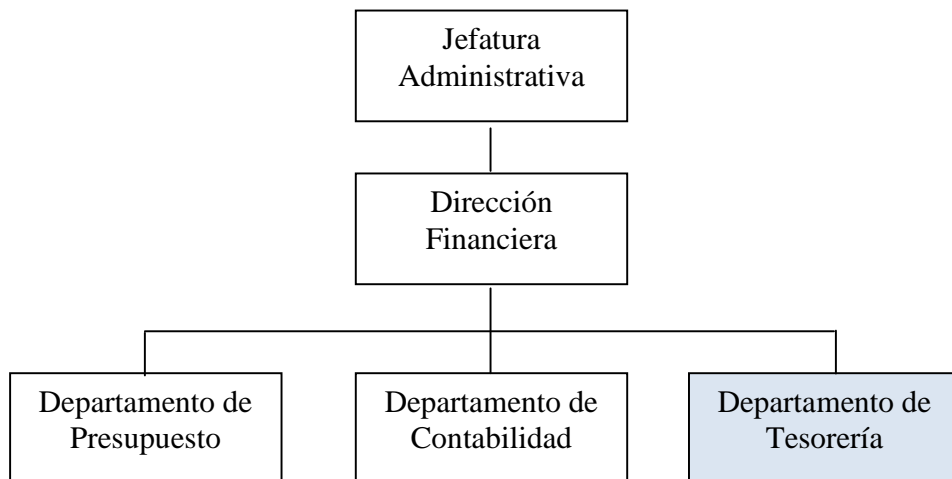 Jefatura
Administrativa
Dirección
Financiera
Departamento de
Presupuesto
Departamento de
Contabilidad
Departamento de
Tesorería